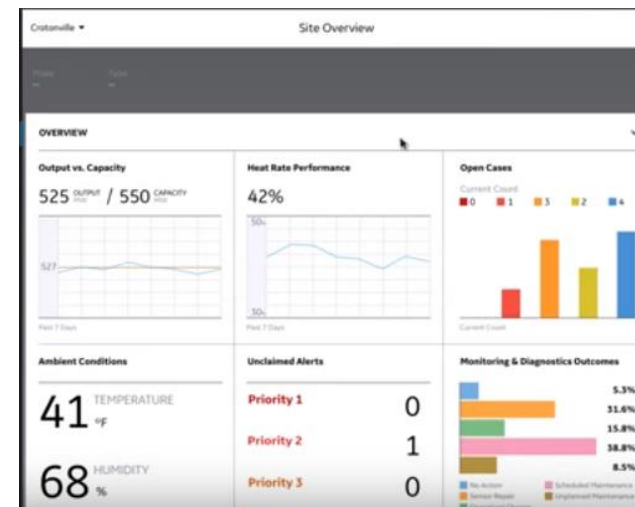 Crotonville
Site Overview
Type
OVERVIEW
Output vs. Capacity
525 OUTPUT / 550 CAPACITY
527
Past 7 Days
Heat Rate Performance
42%
50%
30%
Past 7 Days
Open Cases
Current Count
0 1 3 2 4
Current Count
Ambient Conditions
41 TEMPERATURE
°F
68 HUMIDITY
%
Unclaimed Alerts
Priority 1 0
Priority 2 1
Priority 3 0
Monitoring & Diagnostics Outcomes
5.3%
31.6%
15.8%
38.8%
8.5%
No Action Scheduled Maintenance
Sensor Repair Unplanned Maintenance